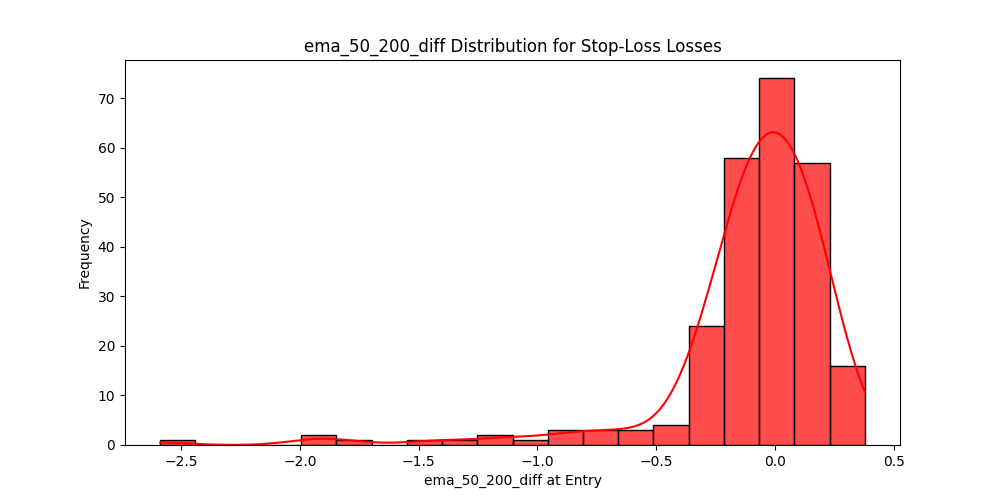 ema_50_200_diff Distribution for Stop-Loss Losses
Frequency
70
60
50
40
30
20
10
0
−2.5 −2.0 −1.5 −1.0 −0.5 0.0 0.5
ema_50_200_diff at Entry